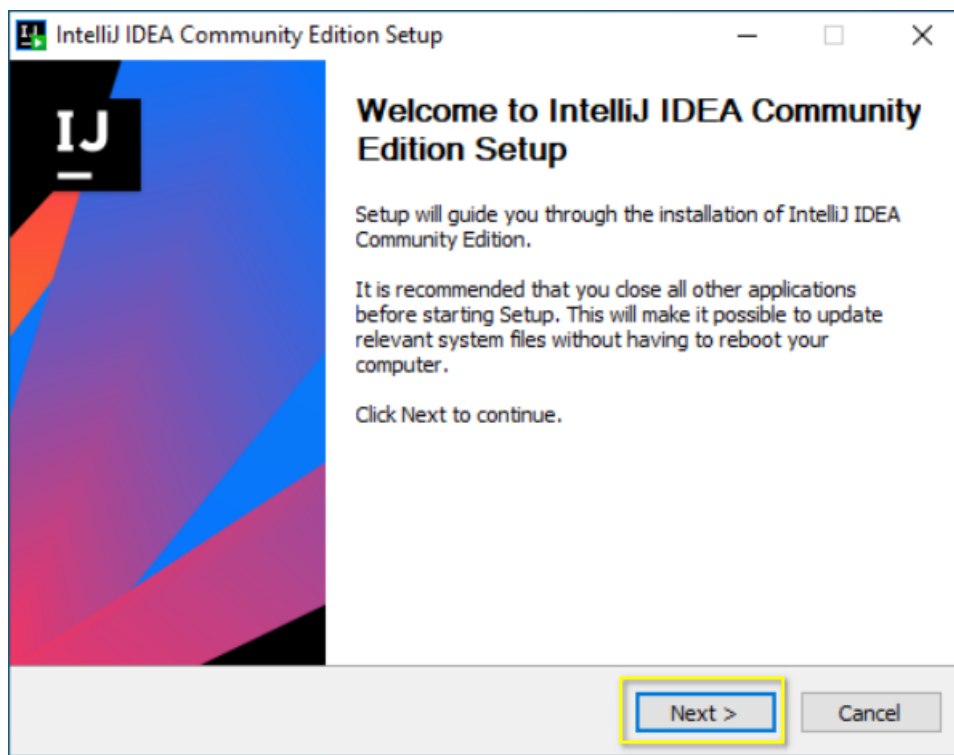 IntelliJ IDEA Community Edition Setup
IJ
Welcome to IntelliJ IDEA Community
Edition Setup
Setup will guide you through the installation of IntelliJ IDEA
Community Edition.
It is recommended that you close all other applications
before starting Setup. This will make it possible to update
relevant system files without having to reboot your
computer.
Click Next to continue.
Next >
Cancel